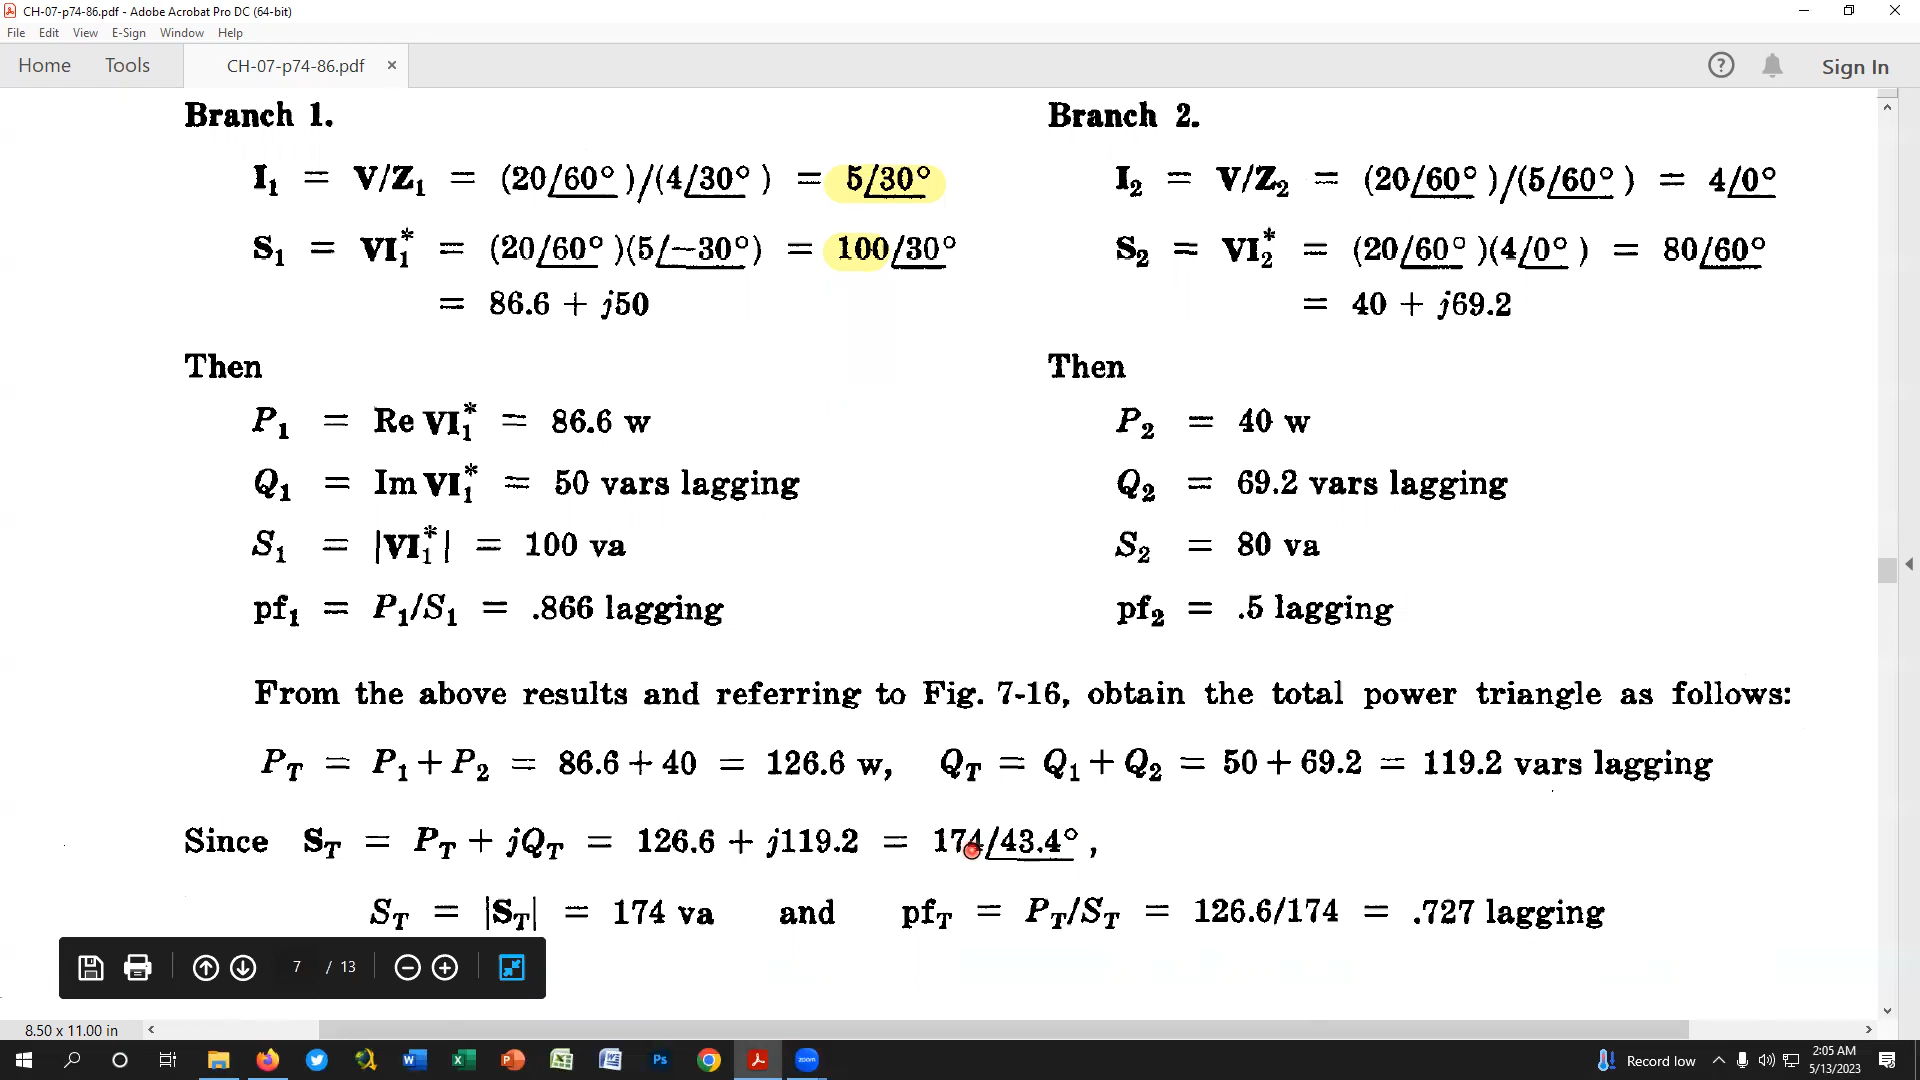 CH-07-p74-86.pdf - Adobe Acrobat Pro DC (64-bit)
File Edit View E-Sign Window Help
Home Tools CH-07-p74-86.pdf × Sign In
Branch 1.
I₁ = V/Z₁ = (20/60°)/(4/30°) = 5/30°
S₁ = VI₁* = (20/60°)(5/−30°) = 100/30°
= 86.6 + j50
Then
P₁ = Re VI₁* = 86.6 w
Q₁ = Im VI₁* = 50 vars lagging
S₁ = |VI₁*| = 100 va
pf₁ = P₁/S₁ = .866 lagging
Branch 2.
I₂ = V/Z₂ = (20/60°)/(5/60°) = 4/0°
S₂ = VI₂* = (20/60°)(4/0°) = 80/60°
= 40 + j69.2
Then
P₂ = 40 w
Q₂ = 69.2 vars lagging
S₂ = 80 va
pf₂ = .5 lagging
From the above results and referring to Fig. 7-16, obtain the total power triangle as follows:
P_T = P₁ + P₂ = 86.6 + 40 = 126.6 w, Q_T = Q₁ + Q₂ = 50 + 69.2 = 119.2 vars lagging
Since S_T = P_T + jQ_T = 126.6 + j119.2 = 174/43.4°,
S_T = |S_T| = 174 va and pf_T = P_T/S_T = 126.6/174 = .727 lagging
7 / 13
8.50 x 11.00 in
Record low
2:05 AM
5/13/2023
zoom